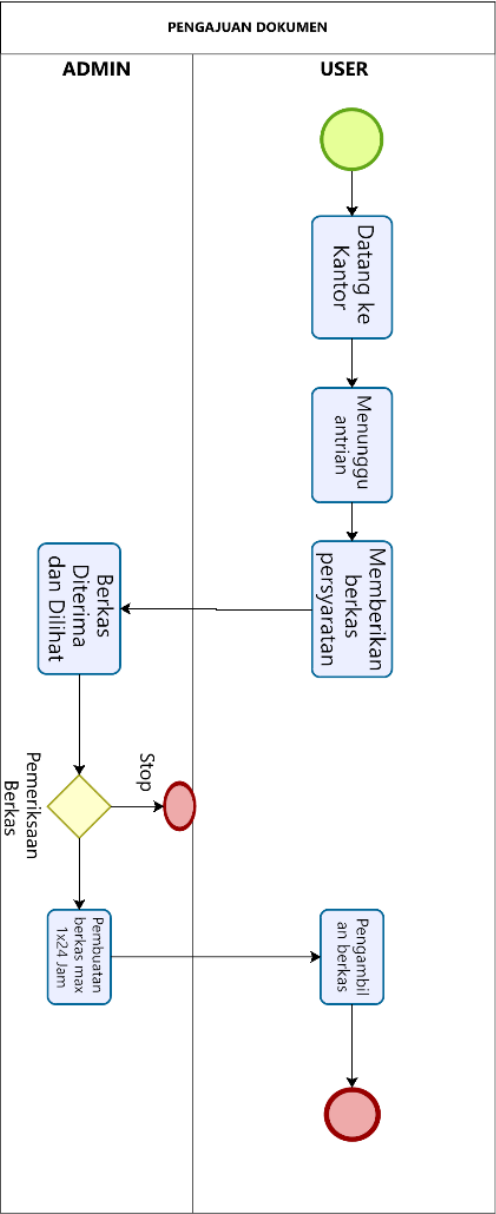 PENGAJUAN DOKUMEN
ADMIN
USER
Datang ke
Kantor
Menunggu
antrian
Memberikan
berkas
persyaratan
Berkas
Diterima
dan Dilihat
Stop
Pemeriksaan
Berkas
Pembuatan
berkas max
1x24 Jam
Pengambil
an berkas